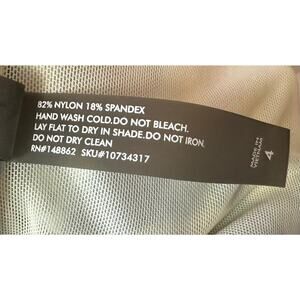 82% NYLON 18% SPANDEX
HAND WASH COLD.DO NOT BLEACH.
LAY FLAT TO DRY IN SHADE.DO NOT IRON.
DO NOT DRY CLEAN
RN#148862 SKU#10734317
4
MADE IN
VIETNAM